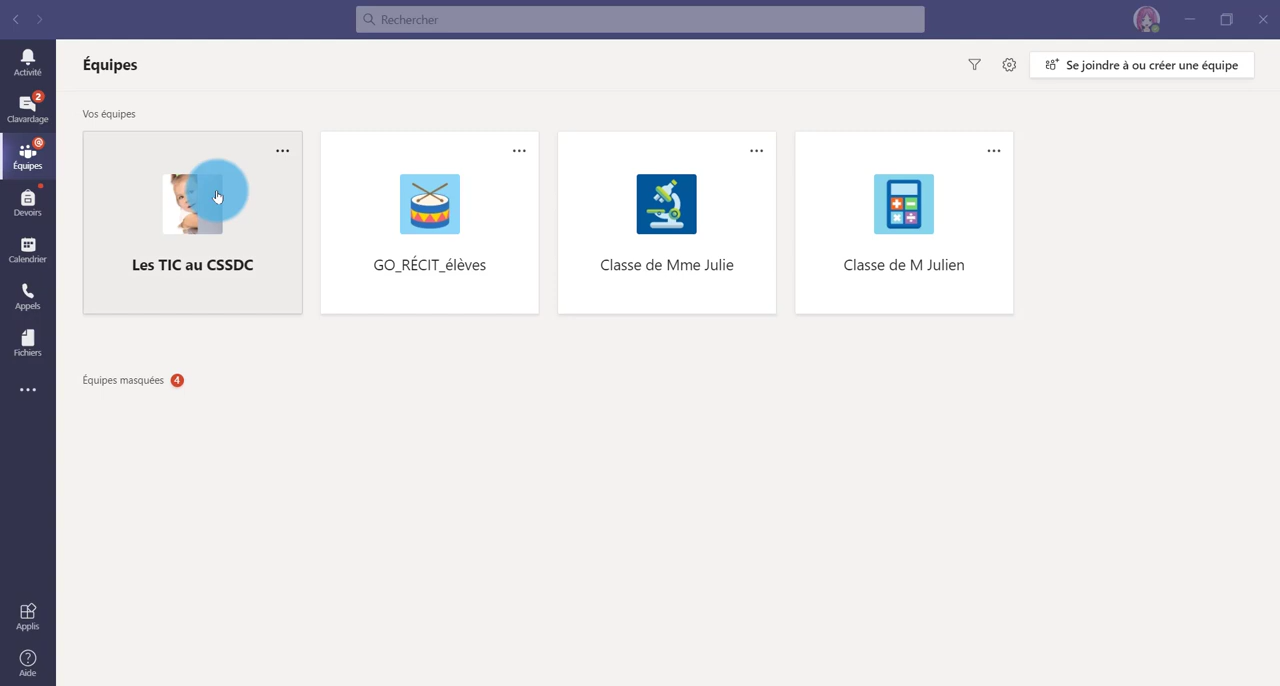 Rechercher
Activité
2
Clavardage
@
Équipes
Devoirs
Calendrier
Appels
Fichiers
Applis
Aide
Équipes
Se joindre à ou créer une équipe
Vos équipes
Les TIC au CSSDC
GO_RÉCIT_élèves
Classe de Mme Julie
Classe de M Julien
Équipes masquées 4